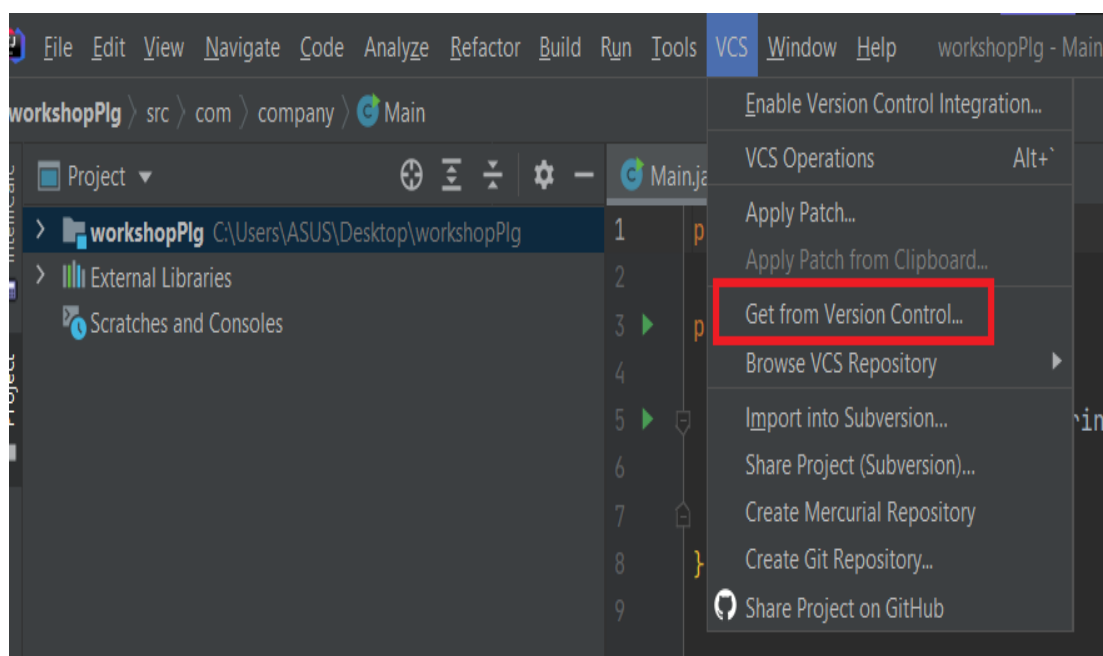 File Edit View Navigate Code Analyze Refactor Build Run Tools VCS Window Help workshopPlg - Main
workshopPlg src com company Main
Project
Main.ja
workshopPlg C:\Users\ASUS\Desktop\workshopPlg
External Libraries
Scratches and Consoles
Project
1 p
2
3 p
4
5 rin
6
7
8 }
9
Enable Version Control Integration...
VCS Operations Alt+`
Apply Patch...
Apply Patch from Clipboard...
Get from Version Control...
Browse VCS Repository
Import into Subversion...
Share Project (Subversion)...
Create Mercurial Repository
Create Git Repository...
Share Project on GitHub